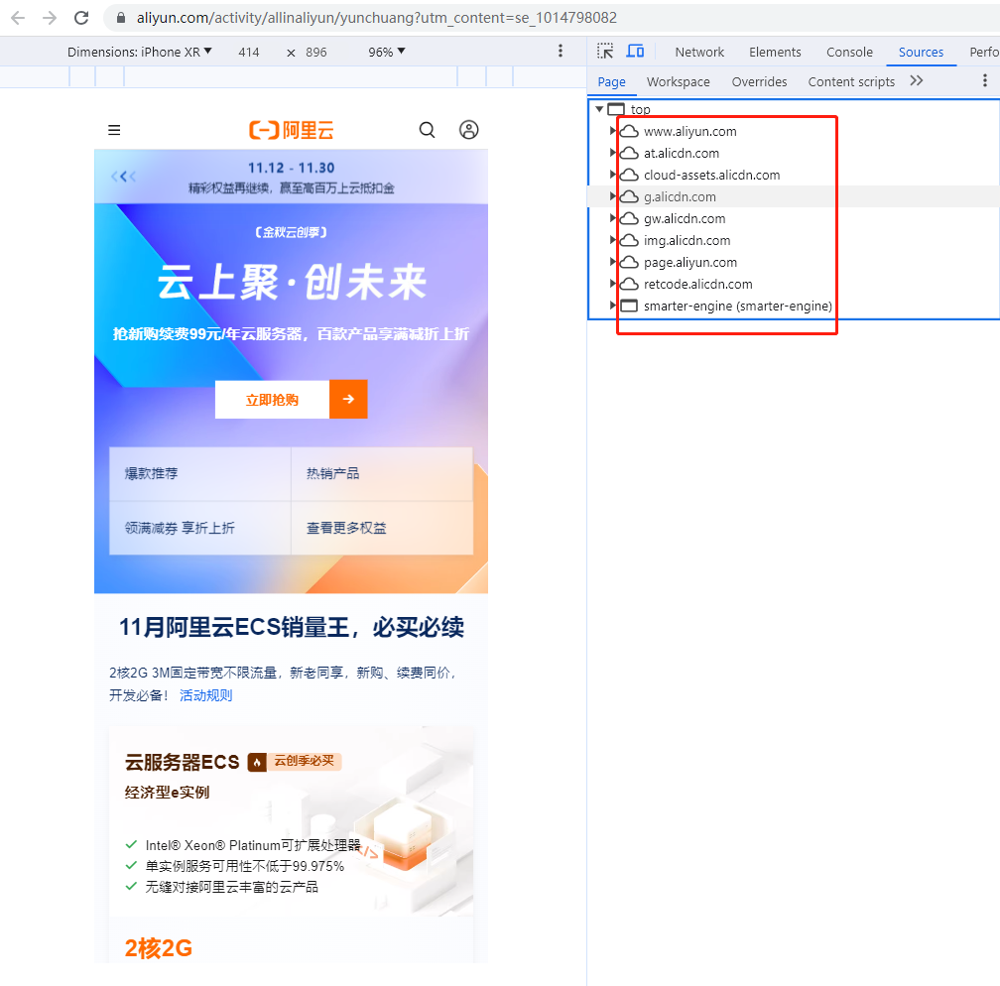 aliyun.com/activity/allinaliyun/yunchuang?utm_content=se_1014798082
Dimensions: iPhone XR 414 × 896 96%
Network Elements Console Sources Perfo
Page Workspace Overrides Content scripts
top
www.aliyun.com
at.alicdn.com
cloud-assets.alicdn.com
g.alicdn.com
gw.alicdn.com
img.alicdn.com
page.aliyun.com
retcode.alicdn.com
smarter-engine (smarter-engine)
阿里云
11.12 - 11.30
精彩权益再继续，赢至高百万上云抵扣金
【金秋云创季】
云上聚·创未来
抢新购续费99元/年云服务器，百款产品享满减折上折
立即抢购
爆款推荐
热销产品
领满减券 享折上折
查看更多权益
11月阿里云ECS销量王，必买必续
2核2G 3M固定带宽不限流量，新老同享，新购、续费同价，
开发必备！ 活动规则
云服务器ECS 云创季必买
经济型e实例
Intel® Xeon® Platinum可扩展处理器
单实例服务可用性不低于99.975%
无缝对接阿里云丰富的云产品
2核2G